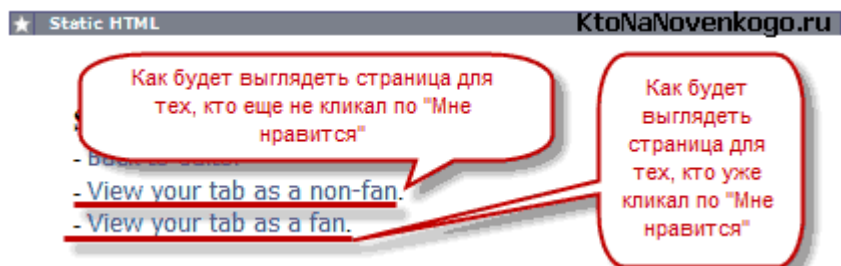 Static HTML
KtoNaNovenkogo.ru
Как будет выглядеть страница для
тех, кто еще не кликал по "Мне
нравится"
Как будет
выглядеть
страница для
тех, кто уже
кликал по "Мне
нравится"
- View your tab as a non-fan.
- View your tab as a fan.